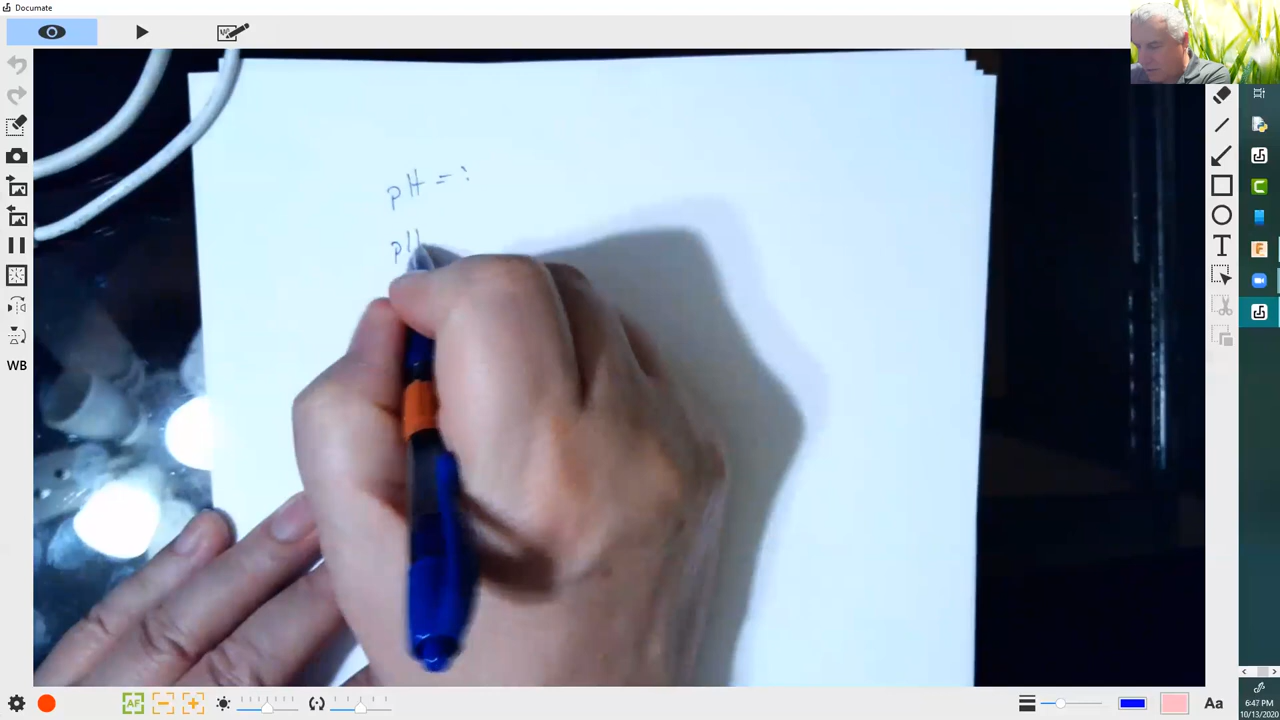 Documate
pH = :
pH
WB
T
Aa
6:47 PM
10/13/2020